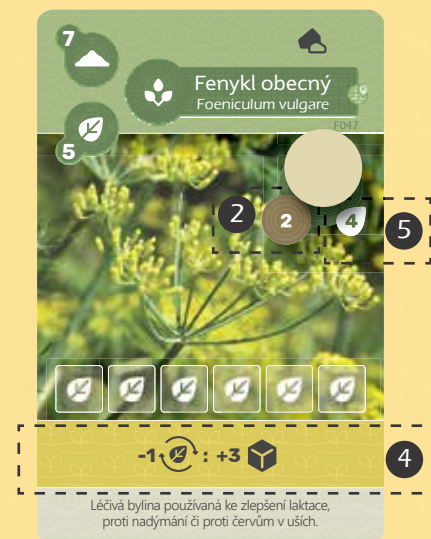 7
Fenykl obecný
Foeniculum vulgare
F047
5
2
2
4
5
-1 : +3
4
Léčivá bylina používaná ke zlepšení laktace,
proti nadýmání či proti červům v uších.